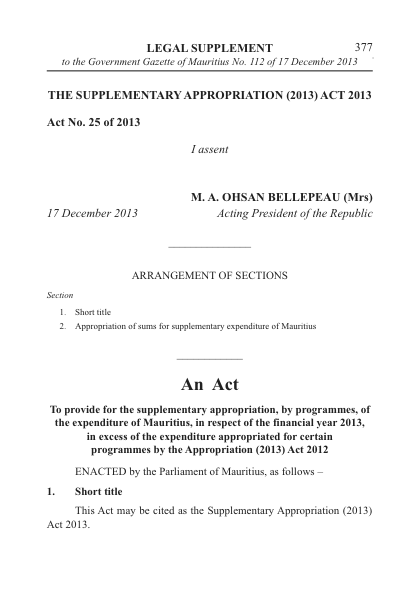 LEGAL SUPPLEMENT 377
to the Government Gazette of Mauritius No. 112 of 17 December 2013
THE SUPPLEMENTARY APPROPRIATION (2013) ACT 2013
Act No. 25 of 2013
I assent
M. A. OHSAN BELLEPEAU (Mrs)
17 December 2013 Acting President of the Republic
ARRANGEMENT OF SECTIONS
Section
1. Short title
2. Appropriation of sums for supplementary expenditure of Mauritius
An Act
To provide for the supplementary appropriation, by programmes, of
the expenditure of Mauritius, in respect of the financial year 2013,
in excess of the expenditure appropriated for certain
programmes by the Appropriation (2013) Act 2012
ENACTED by the Parliament of Mauritius, as follows –
1. Short title
This Act may be cited as the Supplementary Appropriation (2013)
Act 2013.